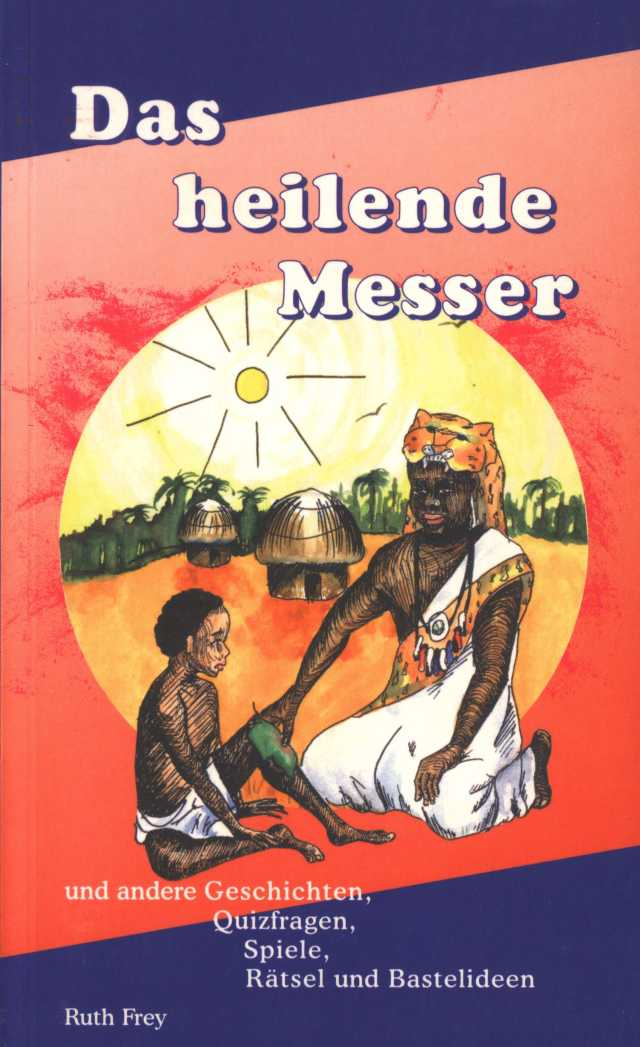 Das
heilende
Messer
und andere Geschichten,
Quizfragen,
Spiele,
Rätsel und Bastelideen
Ruth Frey